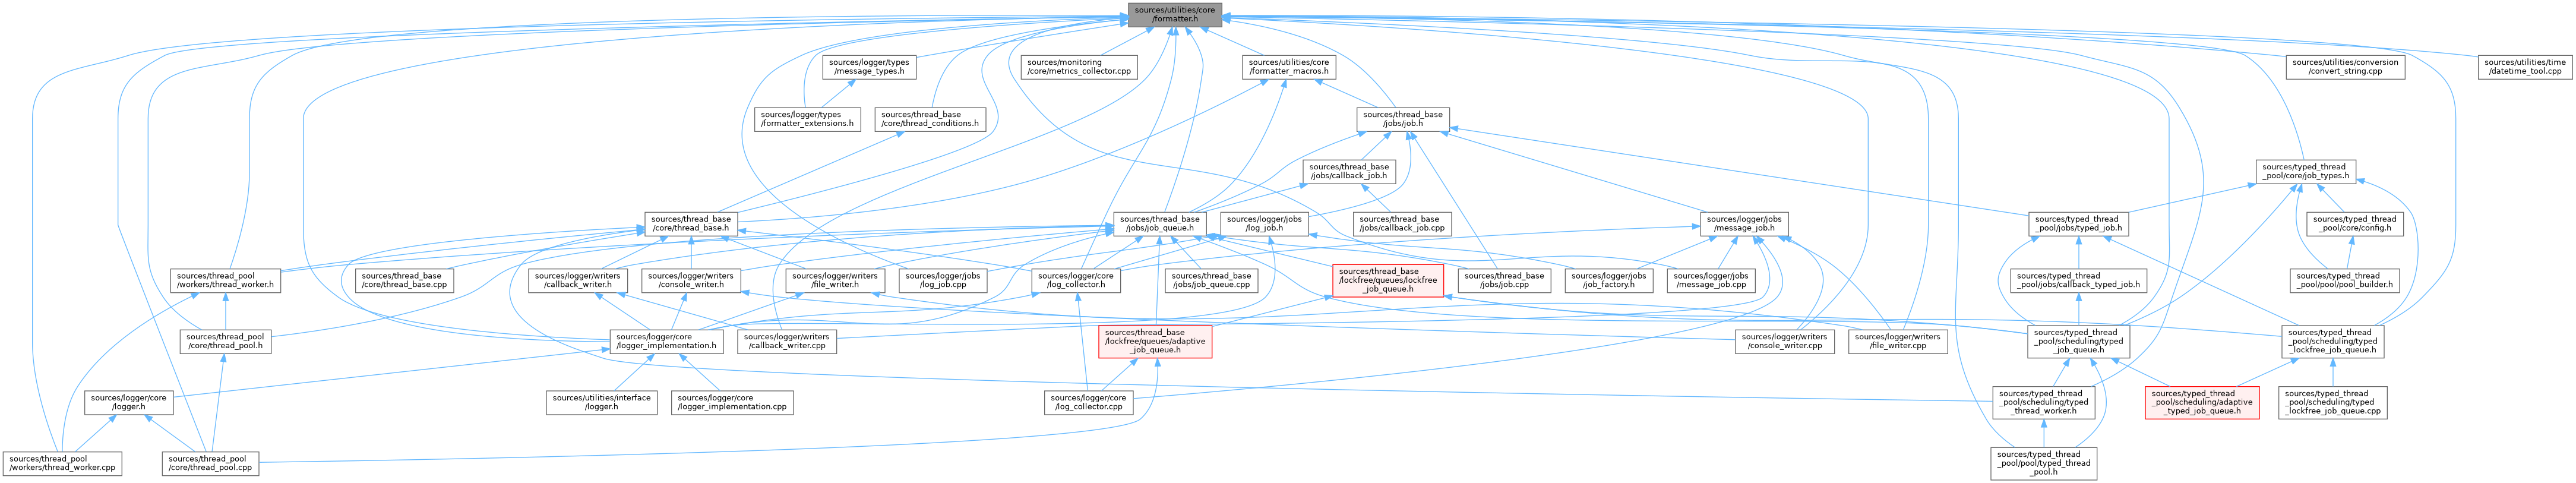 sources/utilities/core
/formatter.h
sources/logger/types
/message_types.h
sources/monitoring
/core/metrics_collector.cpp
sources/utilities/core
/formatter_macros.h
sources/utilities/conversion
/convert_string.cpp
sources/utilities/time
/datetime_tool.cpp
sources/logger/types
/formatter_extensions.h
sources/thread_base
/core/thread_conditions.h
sources/thread_base
/jobs/job.h
sources/thread_base
/jobs/callback_job.h
sources/typed_thread
_pool/core/job_types.h
sources/thread_base
/core/thread_base.h
sources/thread_base
/jobs/job_queue.h
sources/logger/jobs
/log_job.h
sources/thread_base
/jobs/callback_job.cpp
sources/logger/jobs
/message_job.h
sources/typed_thread
_pool/jobs/typed_job.h
sources/typed_thread
_pool/core/config.h
sources/thread_pool
/workers/thread_worker.h
sources/thread_base
/core/thread_base.cpp
sources/logger/writers
/callback_writer.h
sources/logger/writers
/console_writer.h
sources/logger/writers
/file_writer.h
sources/logger/jobs
/log_job.cpp
sources/logger/core
/log_collector.h
sources/thread_base
/jobs/job_queue.cpp
sources/thread_base
/lockfree/queues/lockfree
_job_queue.h
sources/thread_base
/jobs/job.cpp
sources/logger/jobs
/job_factory.h
sources/logger/jobs
/message_job.cpp
sources/typed_thread
_pool/jobs/callback_typed_job.h
sources/typed_thread
_pool/pool/pool_builder.h
sources/thread_pool
/core/thread_pool.h
sources/logger/core
/logger_implementation.h
sources/logger/writers
/callback_writer.cpp
sources/thread_base
/lockfree/queues/adaptive
_job_queue.h
sources/logger/writers
/console_writer.cpp
sources/logger/writers
/file_writer.cpp
sources/typed_thread
_pool/scheduling/typed
_job_queue.h
sources/typed_thread
_pool/scheduling/typed
_lockfree_job_queue.h
sources/logger/core
/logger.h
sources/utilities/interface
/logger.h
sources/logger/core
/logger_implementation.cpp
sources/logger/core
/log_collector.cpp
sources/typed_thread
_pool/scheduling/typed
_thread_worker.h
sources/typed_thread
_pool/scheduling/adaptive
_typed_job_queue.h
sources/typed_thread
_pool/scheduling/typed
_lockfree_job_queue.cpp
sources/thread_pool
/workers/thread_worker.cpp
sources/thread_pool
/core/thread_pool.cpp
sources/typed_thread
_pool/pool/typed_thread
_pool.h